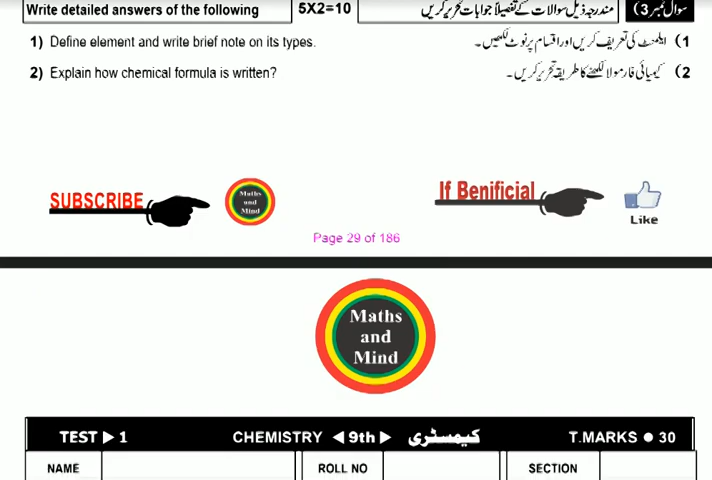 Write detailed answers of the following 5X2=10 مندرجہ ذیل سوالات کے تفصیلاً جوابات تحریر کریں سوال نمبر 3)
1) Define element and write brief note on its types. 1) ایلیمنٹ کی تعریف کریں اور اقسام پر نوٹ لکھیں۔
2) Explain how chemical formula is written? 2) کیمیائی فارمولا لکھنے کا طریقہ تحریر کریں۔
SUBSCRIBE Maths and Mind If Benificial Like
Page 29 of 186
Maths
and
Mind
TEST ▶ 1 CHEMISTRY ◀ 9th ▶ کیمسٹری T.MARKS ● 30
NAME ROLL NO SECTION